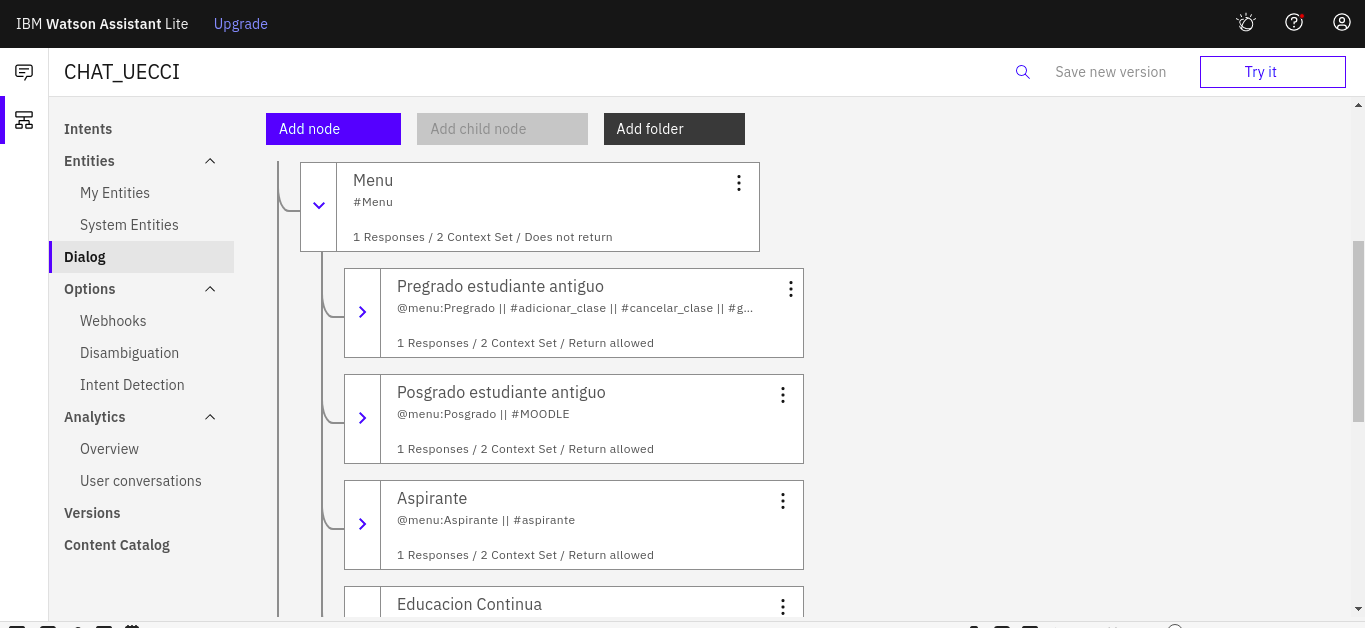 IBM Watson Assistant Lite Upgrade
CHAT_UECCI
Save new version
Try it
Intents
Entities
My Entities
System Entities
Dialog
Options
Webhooks
Disambiguation
Intent Detection
Analytics
Overview
User conversations
Versions
Content Catalog
Add node
Add child node
Add folder
Menu
#Menu
1 Responses / 2 Context Set / Does not return
Pregrado estudiante antiguo
@menu:Pregrado || #adicionar_clase || #cancelar_clase || #g...
1 Responses / 2 Context Set / Return allowed
Posgrado estudiante antiguo
@menu:Posgrado || #MOODLE
1 Responses / 2 Context Set / Return allowed
Aspirante
@menu:Aspirante || #aspirante
1 Responses / 2 Context Set / Return allowed
Educacion Continua